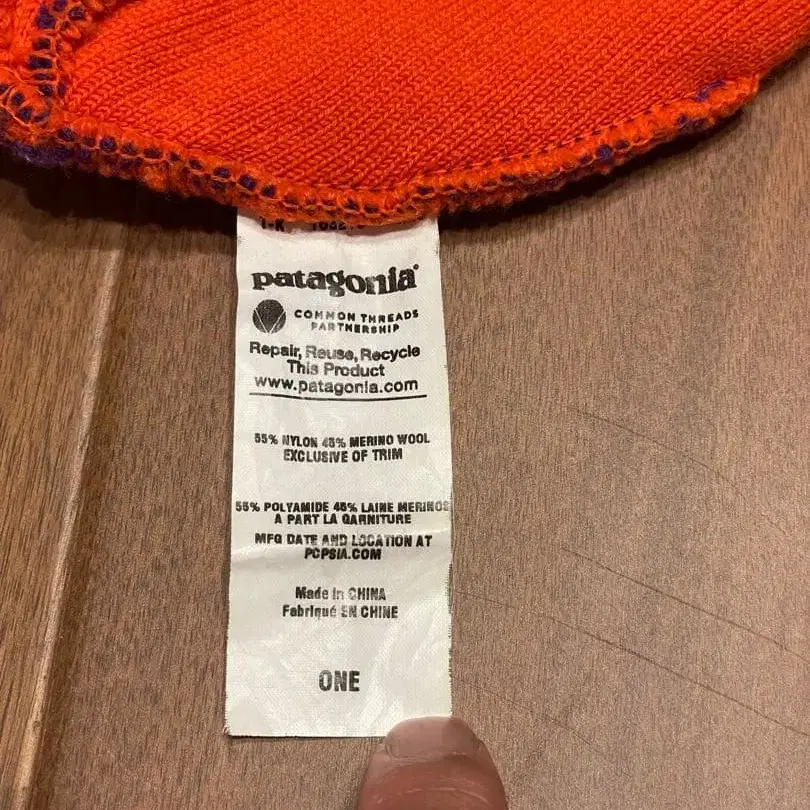 patagonia®
COMMON THREADS
PARTNERSHIP
Repair, Reuse, Recycle
This Product
www.patagonia.com
55% NYLON 45% MERINO WOOL
EXCLUSIVE OF TRIM
55% POLYAMIDE 45% LAINE MERINOS
A PART LA GARNITURE
MFG DATE AND LOCATION AT
PCPSIA.COM
Made in CHINA
Fabriqué EN CHINE
ONE